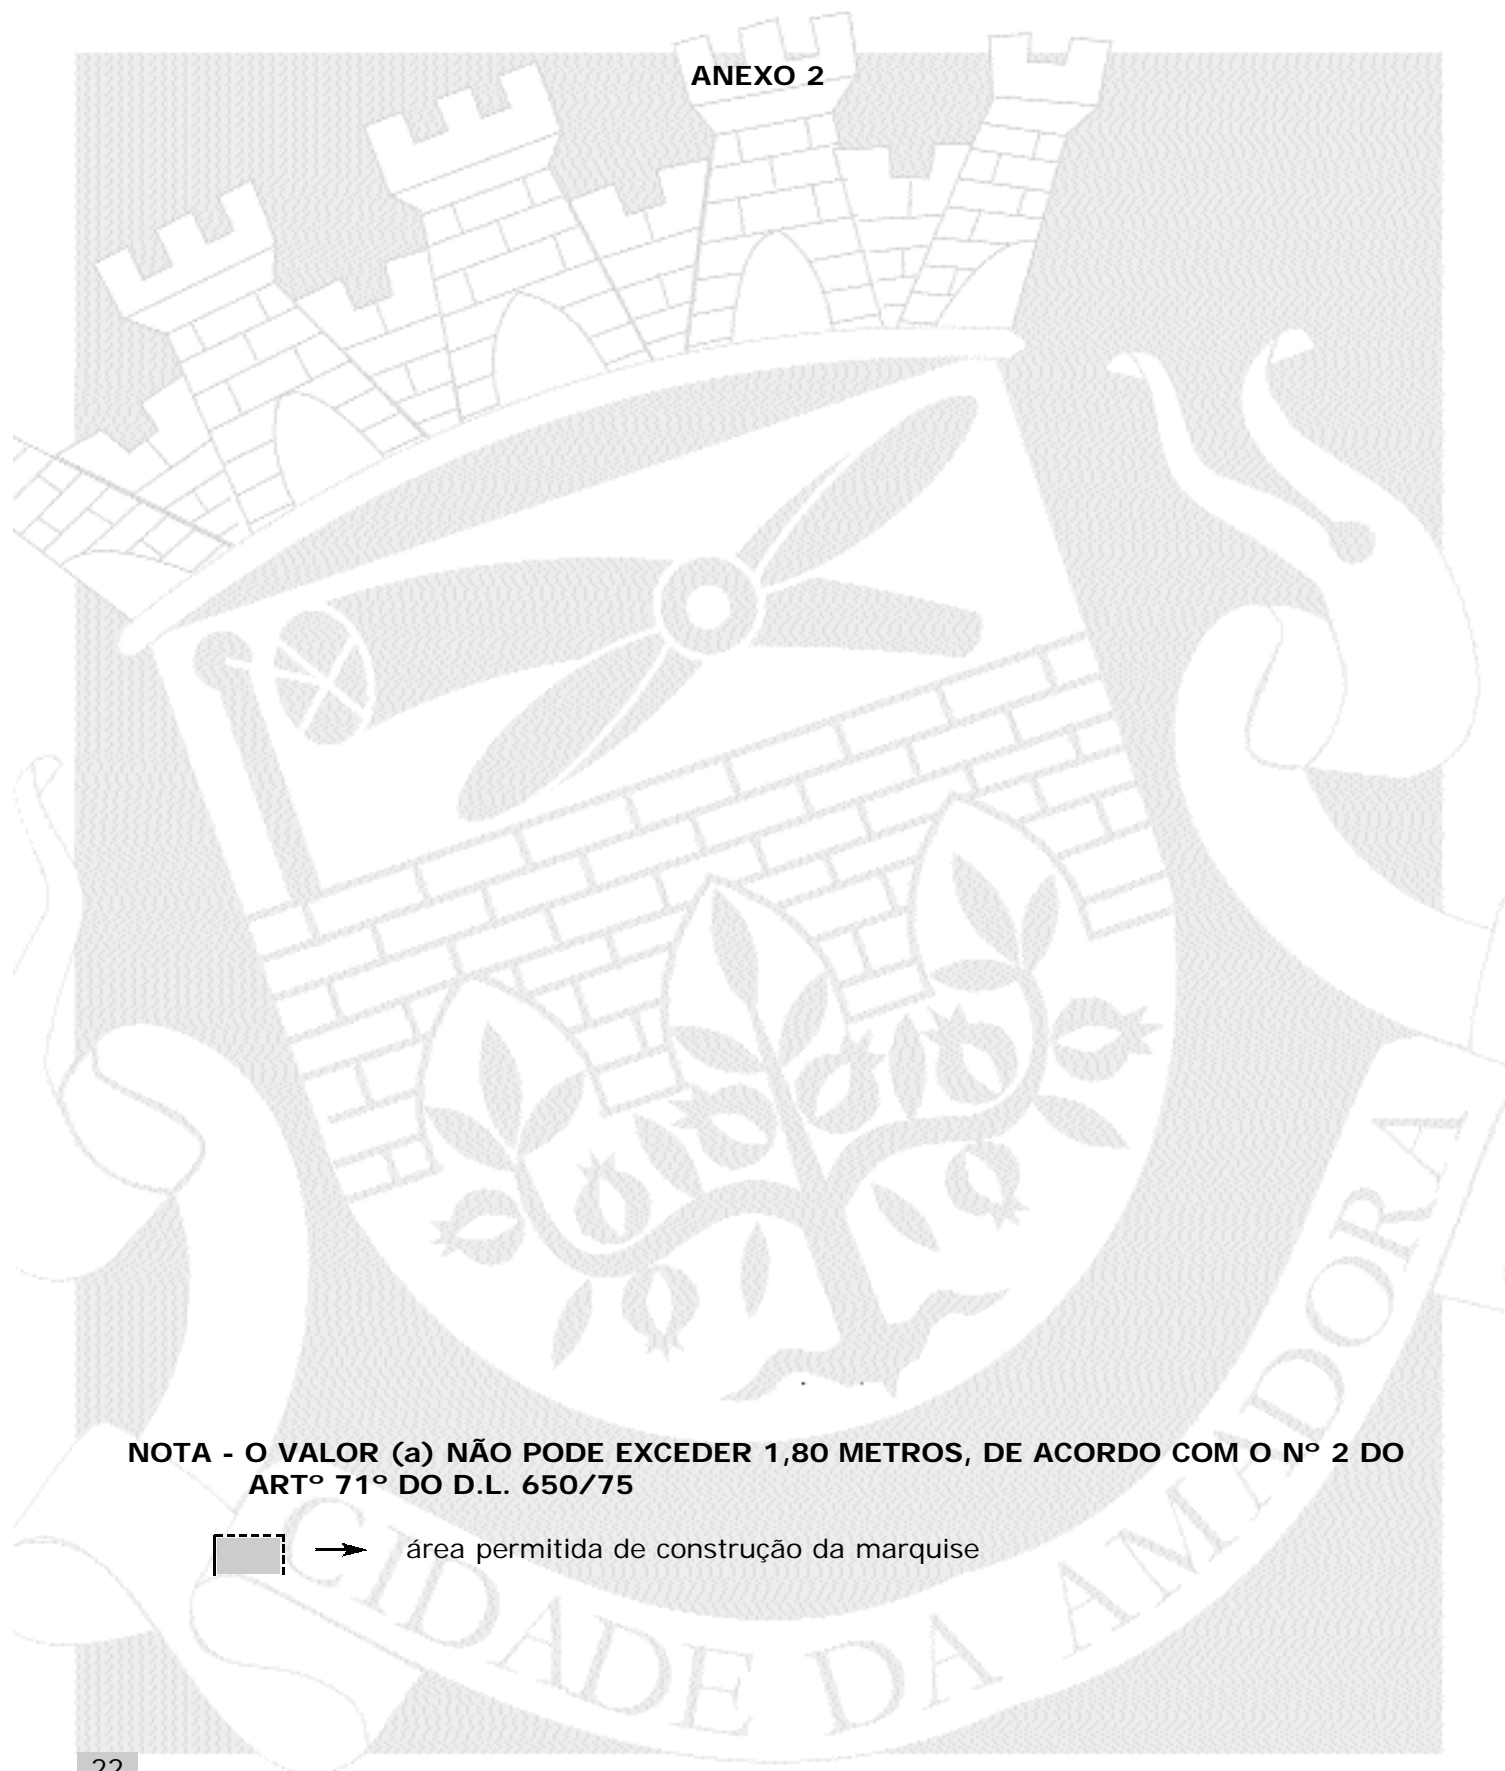 ANEXO 2
NOTA - O VALOR (a) NÃO PODE EXCEDER 1,80 METROS, DE ACORDO COM O Nº 2 DO
ARTº 71º DO D.L. 650/75
área permitida de construção da marquise
CIDADE DA AMADORA
22